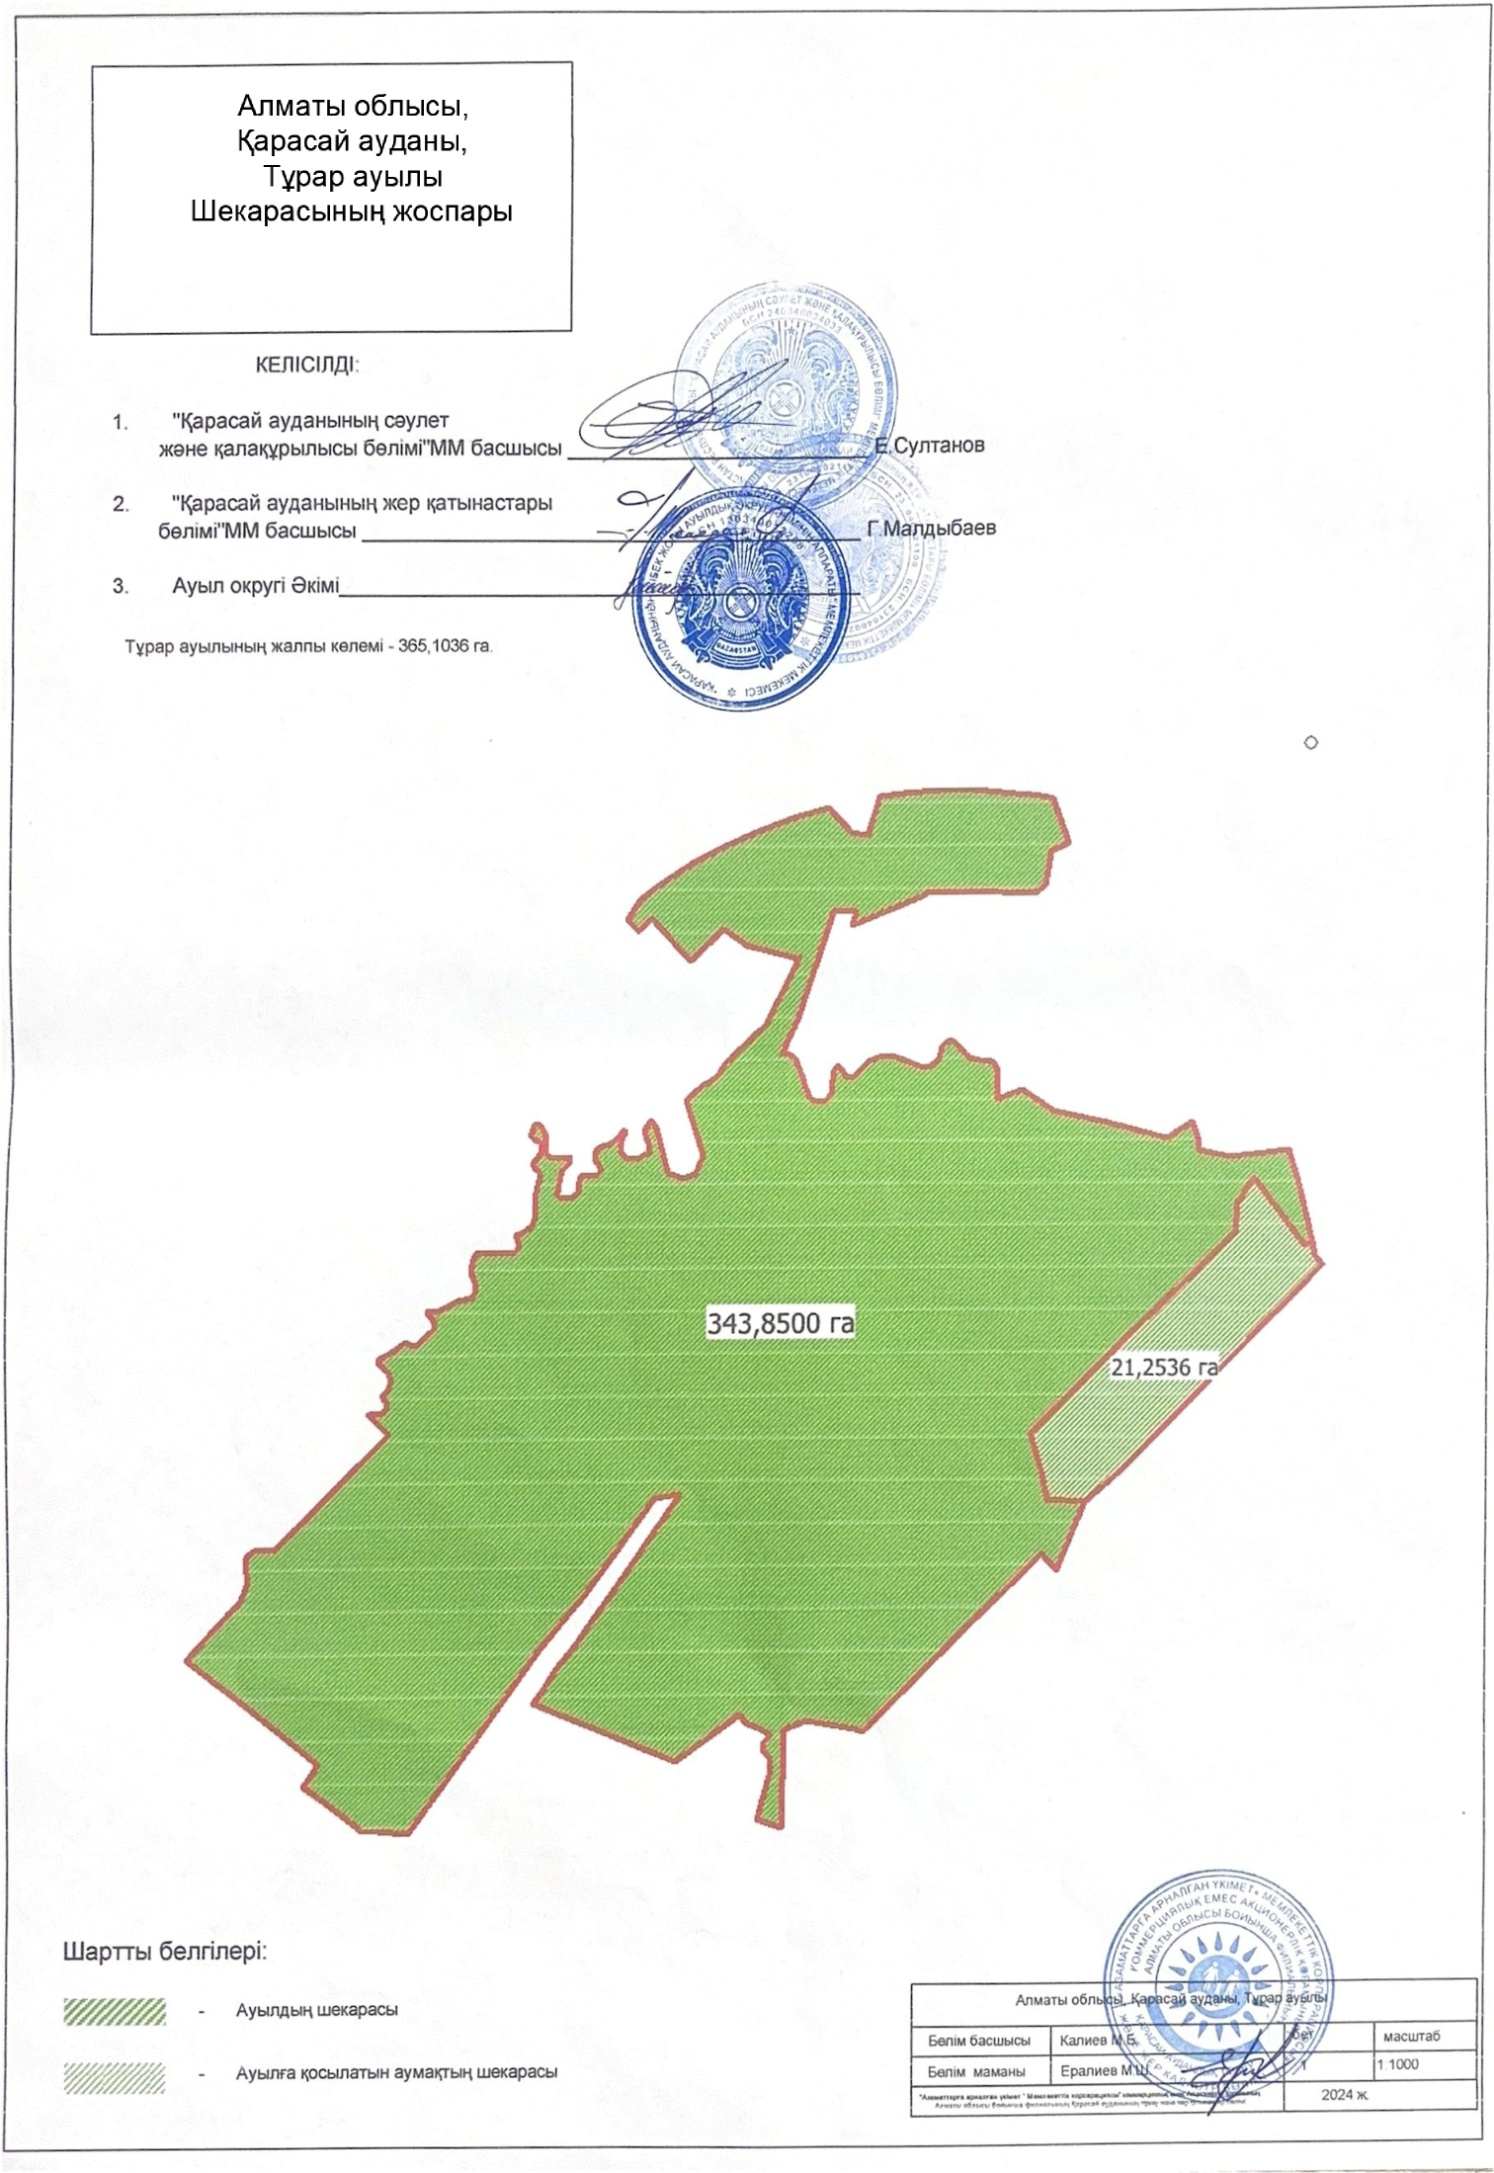 Алматы облысы,
Қарасай ауданы,
Тұрар ауылы
Шекарасының жоспары
КЕЛІСІЛДІ:
1. "Қарасай ауданының сәулет
және қалақұрылысы бөлімі"ММ басшысы Е.Султанов
2. "Қарасай ауданының жер қатынастары
бөлімі"ММ басшысы Г.Малдыбаев
3. Ауыл округі Әкімі
Тұрар ауылының жалпы көлемі - 365,1036 га.
343,8500 га
21,2536 га
Шартты белгілері:
- Ауылдың шекарасы
- Ауылға қосылатын аумақтың шекарасы
Алматы облысы, Қарасай ауданы, Тұрар ауылы
Бөлім басшысы Калиев М.Б. бет масштаб
Бөлім маманы Ералиев М.Ш. 1 1:1000
2024 ж.
QAZAQSTAN